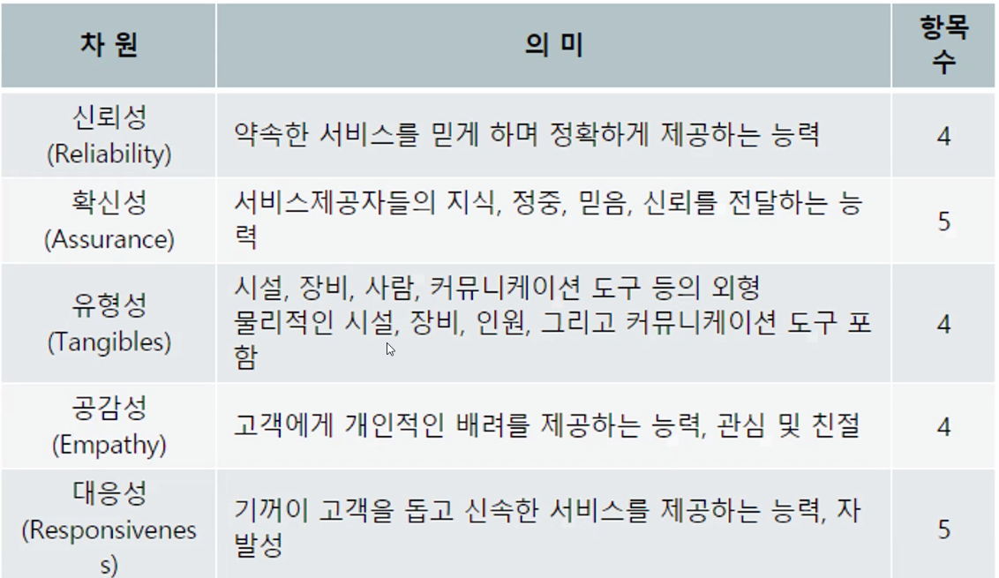 차 원
의 미
항목
수
신뢰성
(Reliability)
약속한 서비스를 믿게 하며 정확하게 제공하는 능력
4
확신성
(Assurance)
서비스제공자들의 지식, 정중, 믿음, 신뢰를 전달하는 능
력
5
유형성
(Tangibles)
시설, 장비, 사람, 커뮤니케이션 도구 등의 외형
물리적인 시설, 장비, 인원, 그리고 커뮤니케이션 도구 포
함
4
공감성
(Empathy)
고객에게 개인적인 배려를 제공하는 능력, 관심 및 친절
4
대응성
(Responsivenes
s)
기꺼이 고객을 돕고 신속한 서비스를 제공하는 능력, 자
발성
5